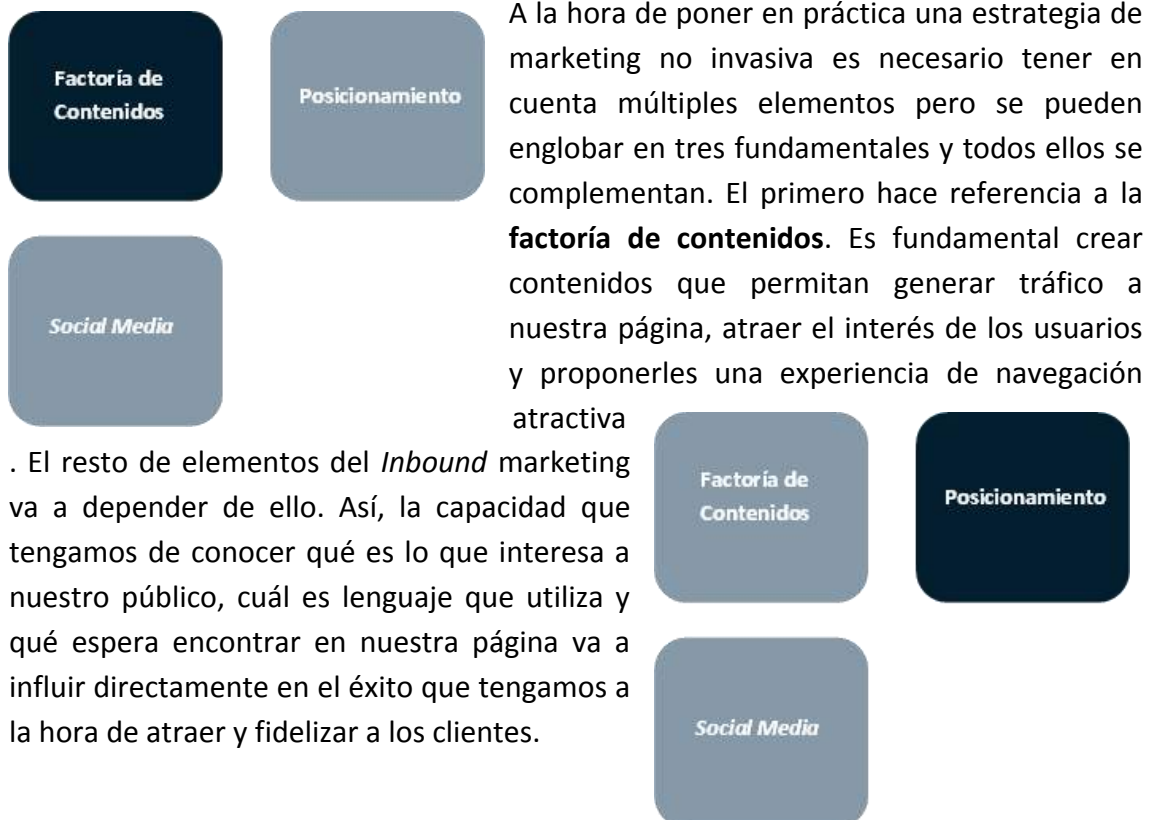 Factoría de
Contenidos
Posicionamiento
Social Media
A la hora de poner en práctica una estrategia de
marketing no invasiva es necesario tener en
cuenta múltiples elementos pero se pueden
englobar en tres fundamentales y todos ellos se
complementan. El primero hace referencia a la
factoría de contenidos. Es fundamental crear
contenidos que permitan generar tráfico a
nuestra página, atraer el interés de los usuarios
y proponerles una experiencia de navegación
atractiva
. El resto de elementos del Inbound marketing
va a depender de ello. Así, la capacidad que
tengamos de conocer qué es lo que interesa a
nuestro público, cuál es lenguaje que utiliza y
qué espera encontrar en nuestra página va a
influir directamente en el éxito que tengamos a
la hora de atraer y fidelizar a los clientes.
Factoría de
Contenidos
Posicionamiento
Social Media